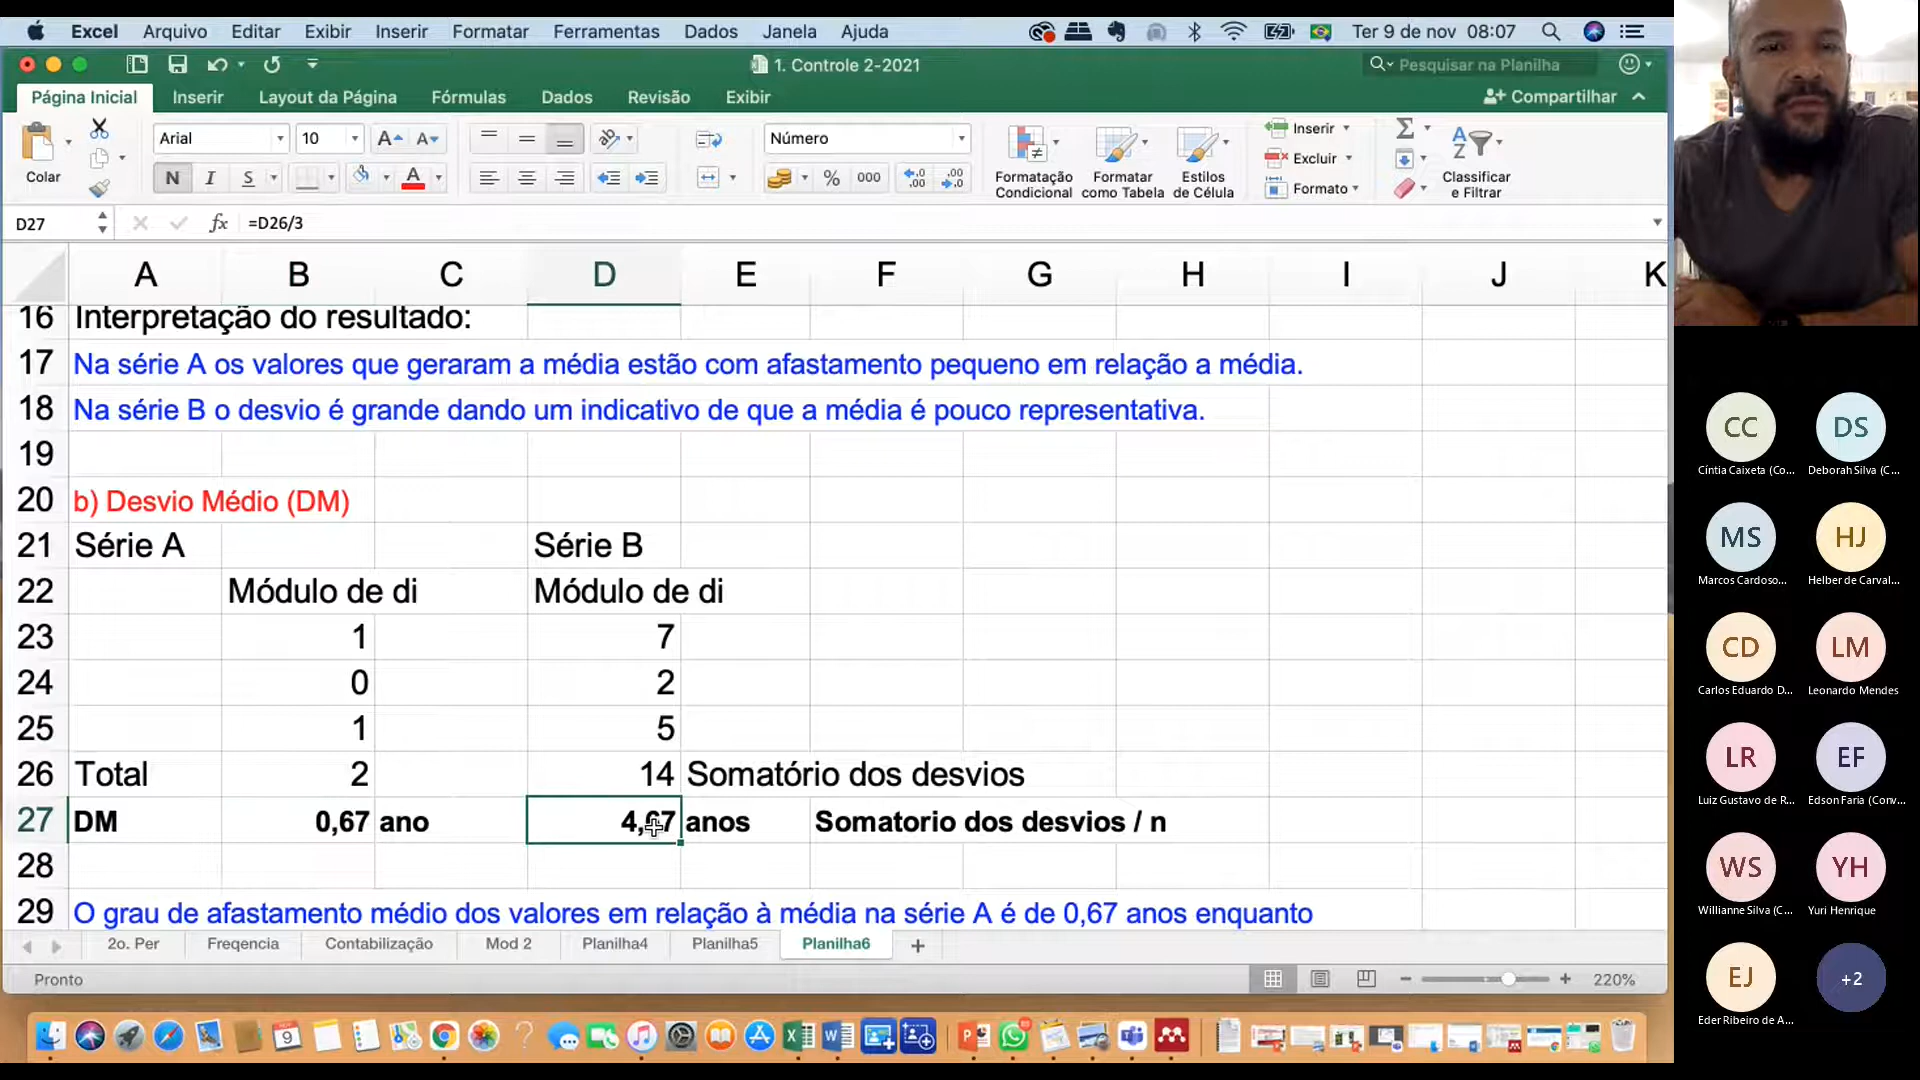 Excel Arquivo Editar Exibir Inserir Formatar Ferramentas Dados Janela Ajuda Ter 9 de nov 08:07
1. Controle 2-2021
Pesquisar na Planilha
Página Inicial Inserir Layout da Página Fórmulas Dados Revisão Exibir Compartilhar
Colar Arial 10 A A N I S A Número % 000 ,0 ,00 ,00 ,0
Formatação Condicional
Formatar como Tabela
Estilos de Célula
Inserir
Excluir
Formato
Classificar e Filtrar
D27 fx =D26/3
A B C D E F G H I J K
16 Interpretação do resultado:
17 Na série A os valores que geraram a média estão com afastamento pequeno em relação a média.
18 Na série B o desvio é grande dando um indicativo de que a média é pouco representativa.
19
20 b) Desvio Médio (DM)
21 Série A Série B
22 Módulo de di Módulo de di
23 1 7
24 0 2
25 1 5
26 Total 2 14 Somatório dos desvios
27 DM 0,67 ano 4,67 anos Somatorio dos desvios / n
28
29 O grau de afastamento médio dos valores em relação à média na série A é de 0,67 anos enquanto
2o. Per Freqencia Contabilização Mod 2 Planilha4 Planilha5 Planilha6 +
Pronto 220%
CC DS
Cíntia Caixeta (Co... Deborah Silva (C...
MS HJ
Marcos Cardoso... Helber de Carval...
CD LM
Carlos Eduardo D... Leonardo Mendes
LR EF
Luiz Gustavo de R... Edson Faria (Conv...
WS YH
Willianne Silva (C... Yuri Henrique
EJ +2
Eder Ribeiro de A...